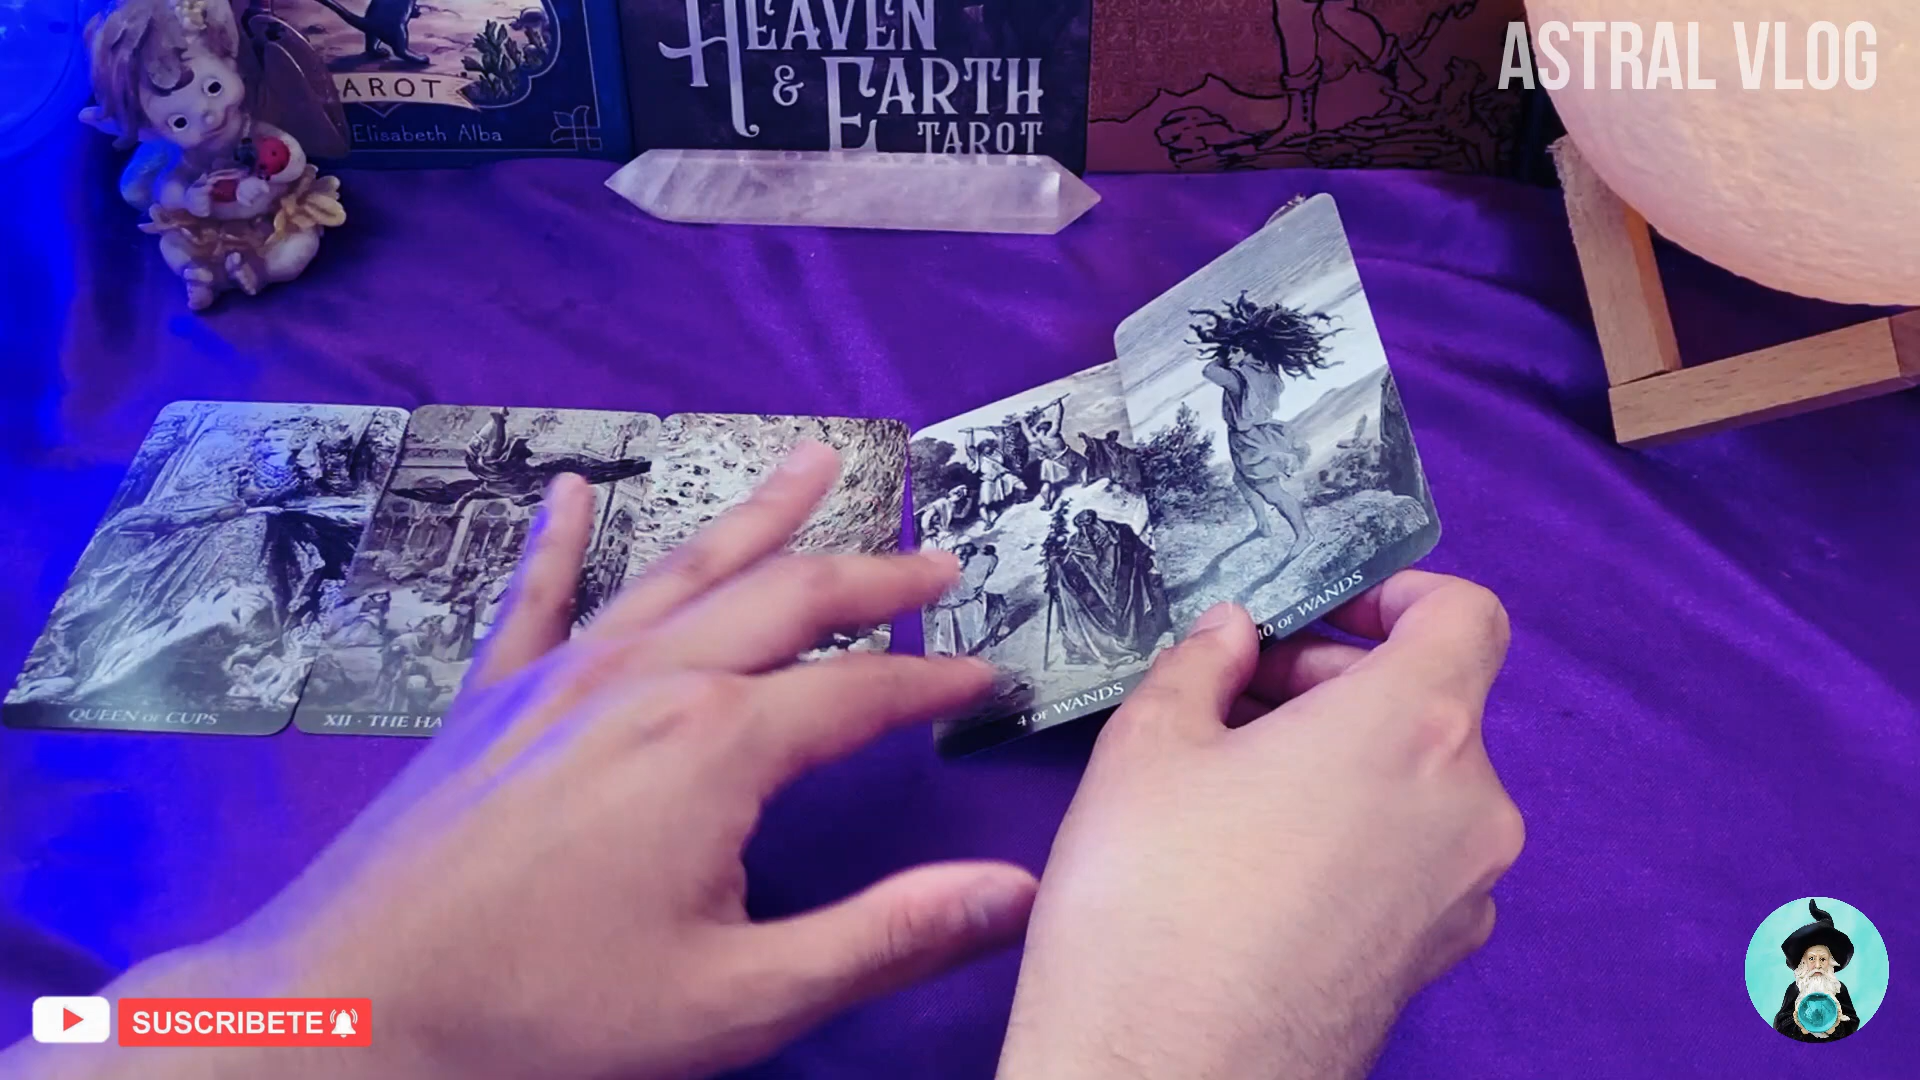 HEAVEN
& EARTH
TAROT
AROT
Elisabeth Alba
ASTRAL VLOG
QUEEN OF CUPS
XII · THE HA
4 OF WANDS
10 OF WANDS
SUSCRIBETE